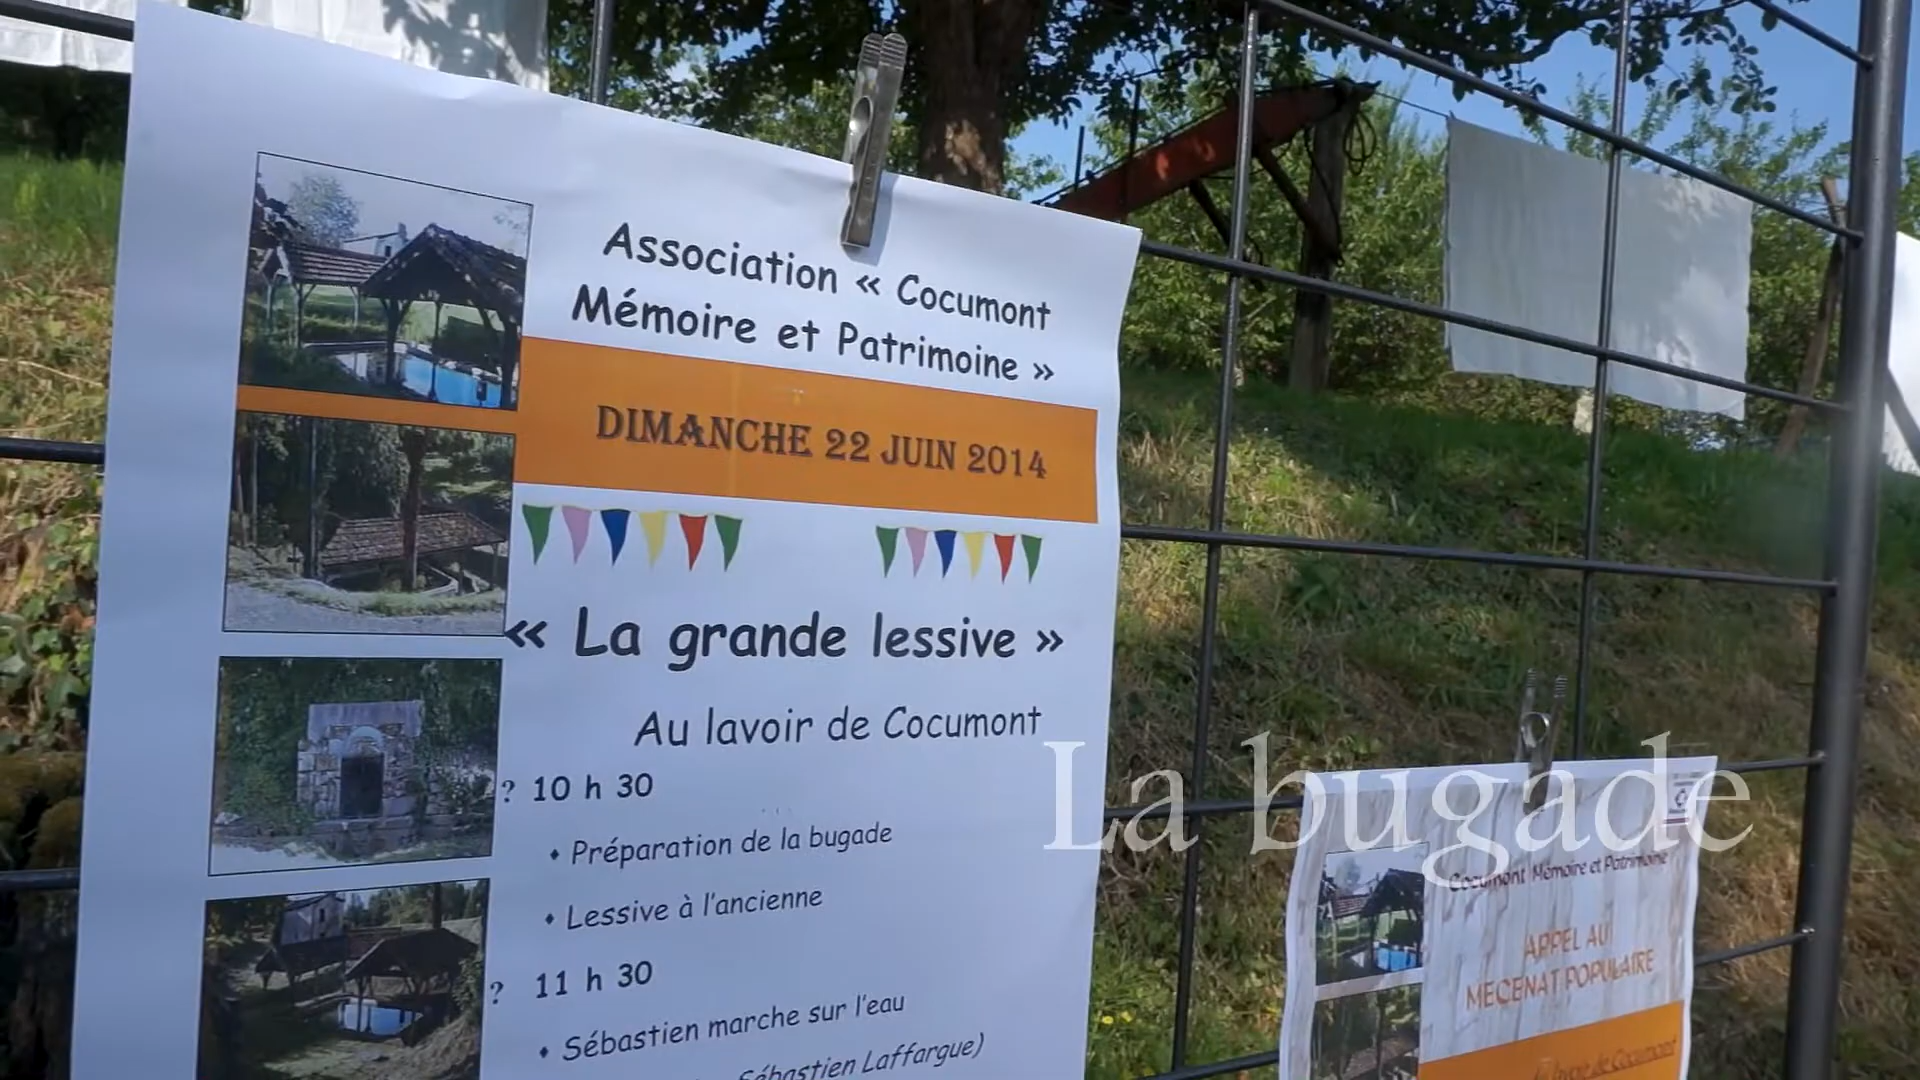 Association « Cocumont
Mémoire et Patrimoine »
DIMANCHE 22 JUIN 2014
« La grande lessive »
Au lavoir de Cocumont
? 10 h 30
• Préparation de la bugade
• Lessive à l'ancienne
? 11 h 30
• Sébastien marche sur l'eau
Sébastien Laffargue)
La bugade
Cocumont Mémoire et Patrimoine
APPEL AU
MECENAT POPULAIRE
de Cocumont